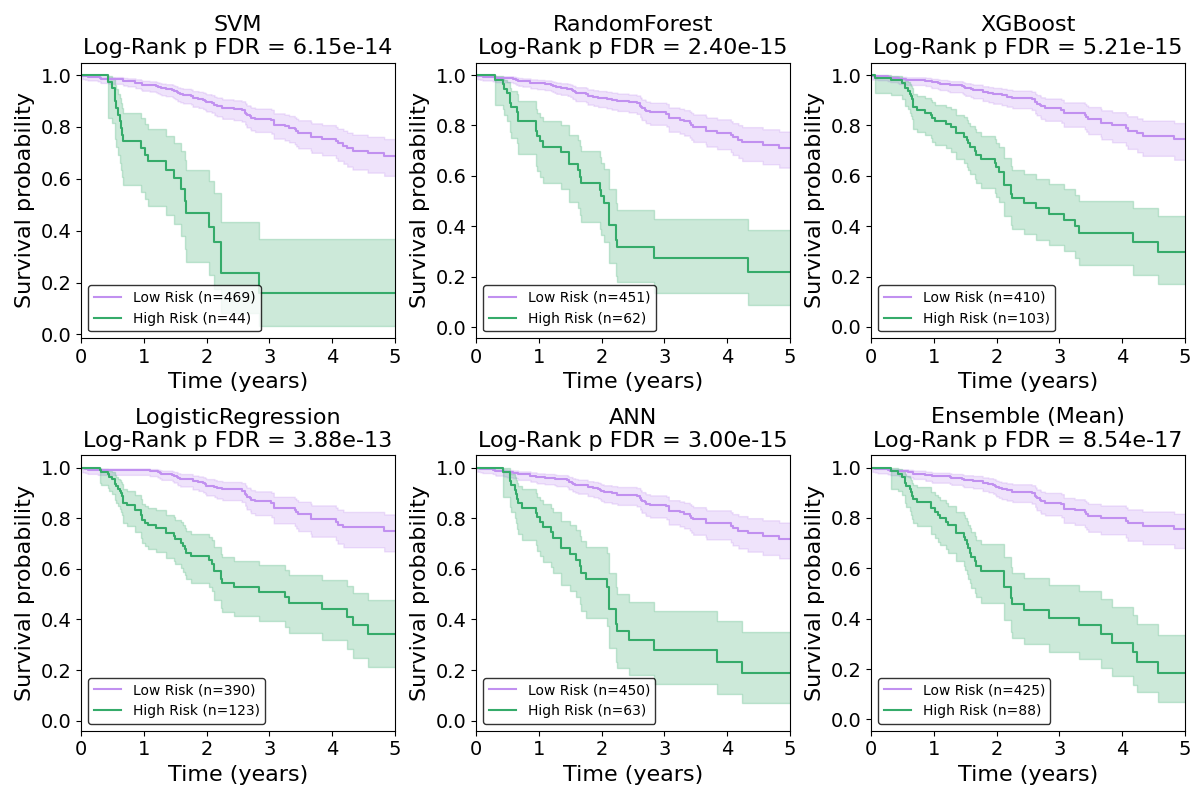 SVM
Log-Rank p FDR = 6.15e-14
Survival probability
1.0
0.8
0.6
0.4
0.2
0.0
Low Risk (n=469)
High Risk (n=44)
0 1 2 3 4 5
Time (years)
RandomForest
Log-Rank p FDR = 2.40e-15
Survival probability
1.0
0.8
0.6
0.4
0.2
0.0
Low Risk (n=451)
High Risk (n=62)
0 1 2 3 4 5
Time (years)
XGBoost
Log-Rank p FDR = 5.21e-15
Survival probability
1.0
0.8
0.6
0.4
0.2
0.0
Low Risk (n=410)
High Risk (n=103)
0 1 2 3 4 5
Time (years)
LogisticRegression
Log-Rank p FDR = 3.88e-13
Survival probability
1.0
0.8
0.6
0.4
0.2
0.0
Low Risk (n=390)
High Risk (n=123)
0 1 2 3 4 5
Time (years)
ANN
Log-Rank p FDR = 3.00e-15
Survival probability
1.0
0.8
0.6
0.4
0.2
0.0
Low Risk (n=450)
High Risk (n=63)
0 1 2 3 4 5
Time (years)
Ensemble (Mean)
Log-Rank p FDR = 8.54e-17
Survival probability
1.0
0.8
0.6
0.4
0.2
0.0
Low Risk (n=425)
High Risk (n=88)
0 1 2 3 4 5
Time (years)